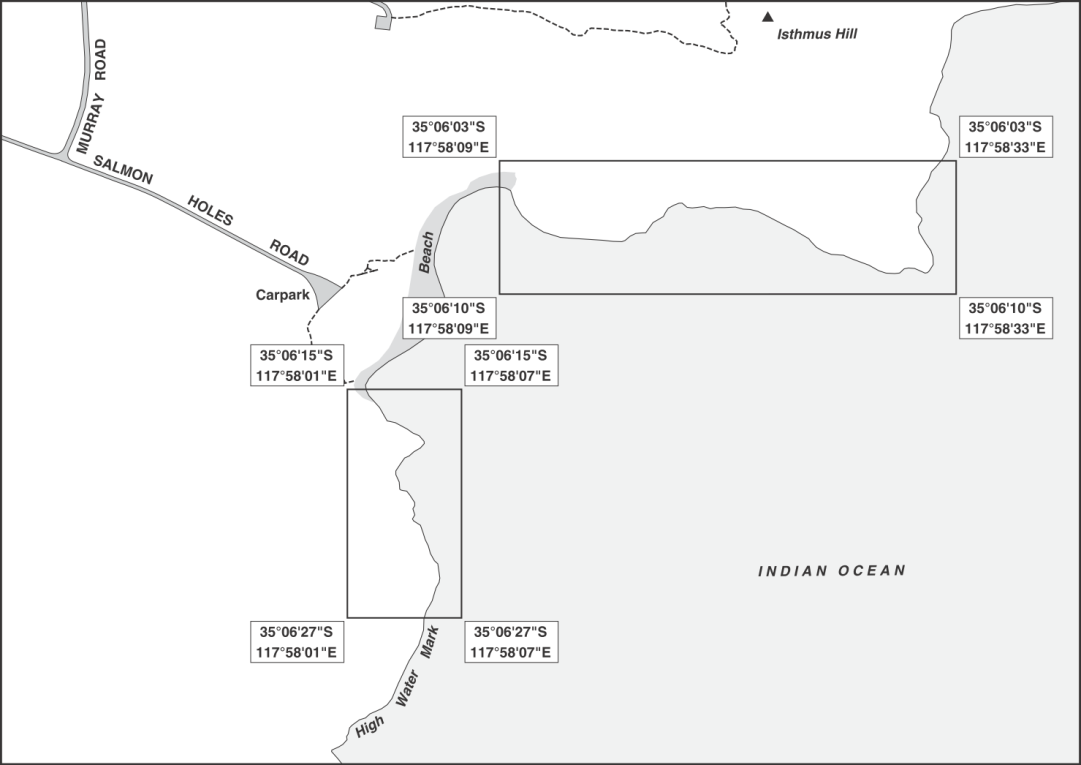 Isthmus Hill
MURRAY ROAD
35°06'03"S
117°58'09"E
35°06'03"S
117°58'33"E
SALMON HOLES ROAD
Beach
Carpark
35°06'10"S
117°58'09"E
35°06'10"S
117°58'33"E
35°06'15"S
117°58'01"E
35°06'15"S
117°58'07"E
INDIAN OCEAN
35°06'27"S
117°58'01"E
35°06'27"S
117°58'07"E
High Water Mark